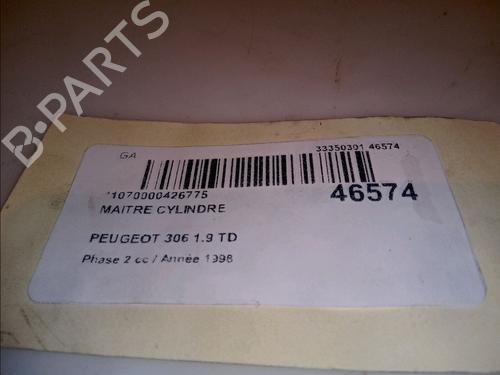 B-PARTS
GA
33350301 46574
*1070000426775
46574
MAITRE CYLINDRE
PEUGEOT 306 1.9 TD
Phase 2 cc / Année 1998